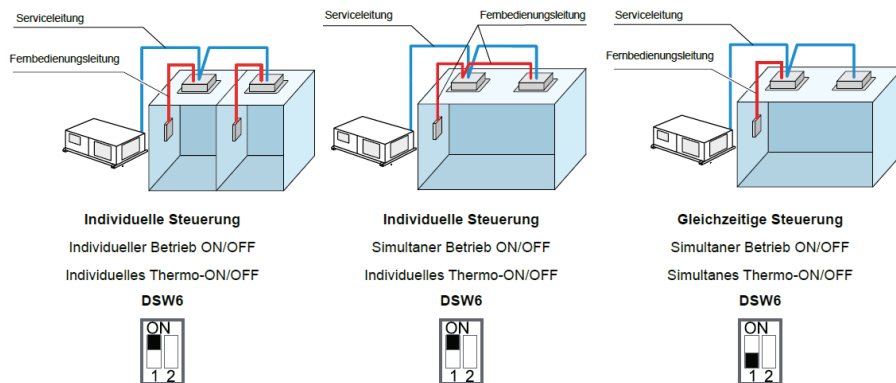 Serviceleitung
Fernbedienungsleitung
Individuelle Steuerung
Individueller Betrieb ON/OFF
Individuelles Thermo-ON/OFF
DSW6
ON
1 2
Serviceleitung
Fernbedienungsleitung
Individuelle Steuerung
Simultaner Betrieb ON/OFF
Individuelles Thermo-ON/OFF
DSW6
ON
1 2
Serviceleitung
Fernbedienungsleitung
Gleichzeitige Steuerung
Simultaner Betrieb ON/OFF
Simultanes Thermo-ON/OFF
DSW6
ON
1 2